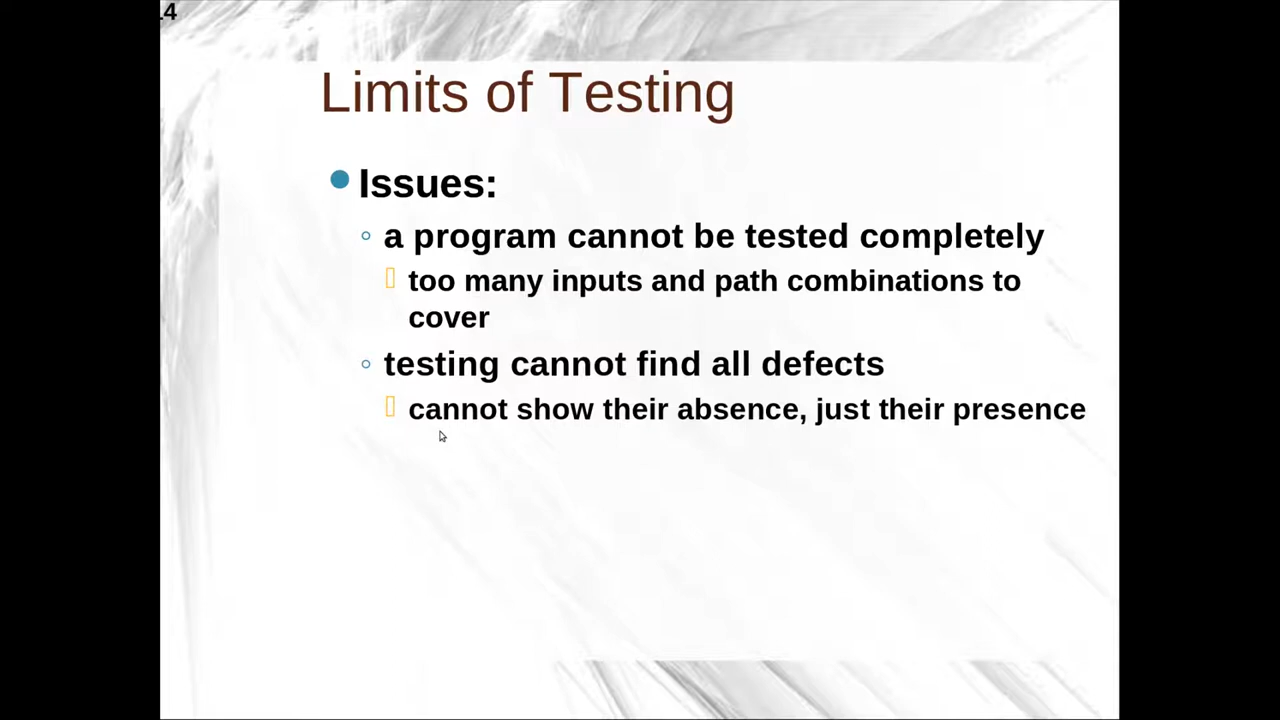 14
Limits of Testing
Issues:
a program cannot be tested completely
too many inputs and path combinations to
cover
testing cannot find all defects
cannot show their absence, just their presence